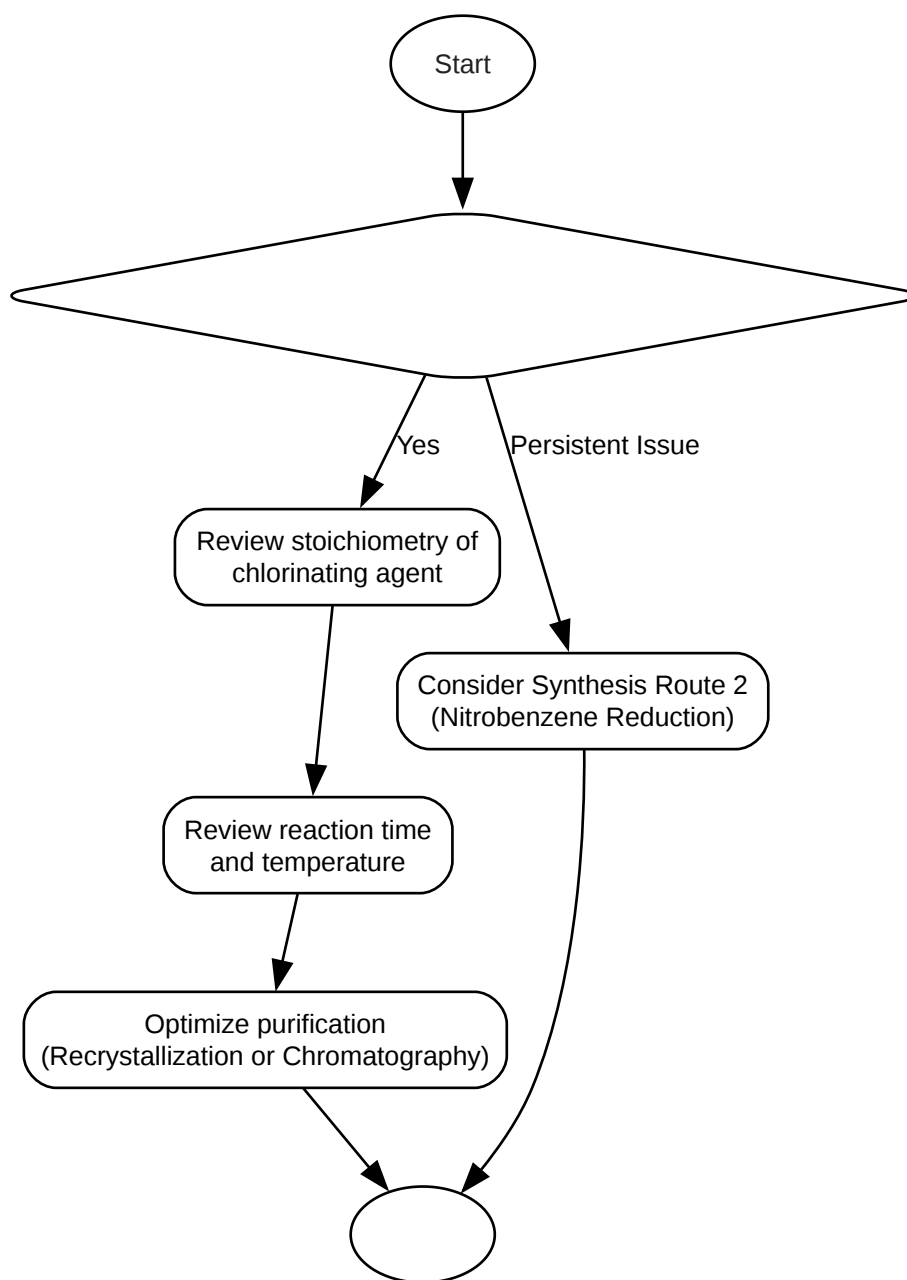 Start
Yes
Persistent Issue
Review stoichiometry of
chlorinating agent
Consider Synthesis Route 2
(Nitrobenzene Reduction)
Review reaction time
and temperature
Optimize purification
(Recrystallization or Chromatography)